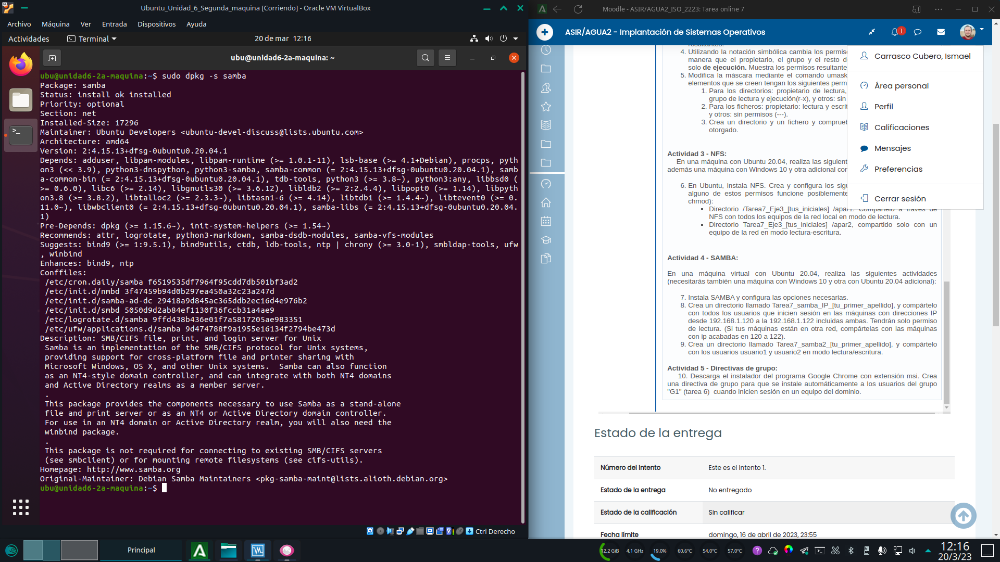 Ubuntu_Unidad_6_Segunda_maquina [Corriendo] - Oracle VM VirtualBox
Archivo Máquina Ver Entrada Dispositivos Ayuda
Actividades Terminal 20 de mar 12:16
ubu@unidad6-2a-maquina: ~
ubu@unidad6-2a-maquina:~$ sudo dpkg -s samba
Package: samba
Status: install ok installed
Priority: optional
Section: net
Installed-Size: 17296
Maintainer: Ubuntu Developers <ubuntu-devel-discuss@lists.ubuntu.com>
Architecture: amd64
Version: 2:4.15.13+dfsg-0ubuntu0.20.04.1
Depends: adduser, libpam-modules, libpam-runtime (>= 1.0.1-11), lsb-base (>= 4.1+Debian), procps, pyth
on3 (<< 3.9), python3-dnspython, python3-samba, samba-common (= 2:4.15.13+dfsg-0ubuntu0.20.04.1), samb
a-common-bin (= 2:4.15.13+dfsg-0ubuntu0.20.04.1), tdb-tools, python3 (>= 3.8~), python3:any, libbsd0 (
>= 0.6.0), libc6 (>= 2.14), libgnutls30 (>= 3.6.12), libldb2 (>= 2:2.4.4), libpopt0 (>= 1.14), libpyth
on3.8 (>= 3.8.2), libtalloc2 (>= 2.3.3~), libtasn1-6 (>= 4.14), libtdb1 (>= 1.4.4~), libtevent0 (>= 0.
11.0~), libwbclient0 (= 2:4.15.13+dfsg-0ubuntu0.20.04.1), samba-libs (= 2:4.15.13+dfsg-0ubuntu0.20.04.
1)
Pre-Depends: dpkg (>= 1.15.6~), init-system-helpers (>= 1.54~)
Recommends: attr, logrotate, python3-markdown, samba-dsdb-modules, samba-vfs-modules
Suggests: bind9 (>= 1:9.5.1), bind9utils, ctdb, ldb-tools, ntp | chrony (>= 3.0-1), smbldap-tools, ufw
, winbind
Enhances: bind9, ntp
Conffiles:
/etc/cron.daily/samba f6519535df7964f95cdd7db501bf3ad2
/etc/init.d/nmbd 3f47459b94d0b297ea450a32c23a247d
/etc/init.d/samba-ad-dc 29418a9d845ac365ddb2ec16d4e976b2
/etc/init.d/smbd 5050d9d2ab84ef1130f36fccb31a4ae9
/etc/logrotate.d/samba 9ffd438b436e01f7a5817205ae983351
/etc/ufw/applications.d/samba 9d474788f9a1955e16134f2794be473d
Description: SMB/CIFS file, print, and login server for Unix
Samba is an implementation of the SMB/CIFS protocol for Unix systems,
providing support for cross-platform file and printer sharing with
Microsoft Windows, OS X, and other Unix systems.  Samba can also function
as an NT4-style domain controller, and can integrate with both NT4 domains
and Active Directory realms as a member server.
.
This package provides the components necessary to use Samba as a stand-alone
file and print server or as an NT4 or Active Directory domain controller.
For use in an NT4 domain or Active Directory realm, you will also need the
winbind package.
.
This package is not required for connecting to existing SMB/CIFS servers
(see smbclient) or for mounting remote filesystems (see cifs-utils).
Homepage: http://www.samba.org
Original-Maintainer: Debian Samba Maintainers <pkg-samba-maint@lists.alioth.debian.org>
ubu@unidad6-2a-maquina:~$
Ctrl Derecho
Moodle - ASIR/AGUA2_ISO_2223: Tarea online 7
ASIR/AGUA2 - Implantación de Sistemas Operativos
1
Carrasco Cubero, Ismael
Área personal
Perfil
Calificaciones
Mensajes
Preferencias
Cerrar sesión
resultantes.
4. Utilizando la notación simbólica cambia los permis
manera que el propietario, el grupo y el resto d
solo de ejecución. Muestra los permisos resultante
5. Modifica la máscara mediante el comando umask
elementos que se creen tengan los siguientes perm
1. Para los directorios: propietario de lectura,
grupo de lectura y ejecución(r-x), y otros: sin
2. Para los ficheros: propietario: lectura y escrit
y otros: sin permisos (---).
3. Crea un directorio y un fichero y comprueb
otorgado.
Actividad 3 - NFS:
En una máquina con Ubuntu 20.04, realiza las siguient
además una máquina con Windows 10 y otra adicional con
6. En Ubuntu, instala NFS. Crea y configura los sigu
alguno de estos permisos funcione posiblemente
chmod):
▪ Directorio /Tarea7_Eje3_[tus_iniciales] /apar1. Compártelo a través de
NFS con todos los equipos de la red local en modo de lectura.
▪ Directorio Tarea7_Eje3_[tus_iniciales] /apar2, compartido solo con un
equipo de la red en modo lectura-escritura.
Actividad 4 - SAMBA:
En una máquina virtual con Ubuntu 20.04, realiza las siguientes actividades
(necesitarás también una máquina con Windows 10 y otra con Ubuntu 20.04 adicional):
7. Instala SAMBA y configura las opciones necesarias.
8. Crea un directorio llamado Tarea7_samba_IP_[tu_primer_apellido], y compártelo
con todos los usuarios que inicien sesión en las máquinas con direcciones IP
desde 192.168.1.120 a la 192.168.1.122 incluidas ambas. Tendrán solo permiso
de lectura. (Si tus máquinas están en otra red, compártelas con las máquinas
con ip acabadas en 120 a 122).
9. Crea un directorio llamado Tarea7_samba2_[tu_primer_apellido], y compártelo
con los usuarios usuario1 y usuario2 en modo lectura/escritura.
Actividad 5 - Directivas de grupo:
10. Descarga el instalador del programa Google Chrome con extensión msi. Crea
una directiva de grupo para que se instale automáticamente a los usuarios del grupo
"G1" (tarea 6)  cuando inicien sesión en un equipo del dominio.
Estado de la entrega
Número del intento Este es el intento 1.
Estado de la entrega No entregado
Estado de la calificación Sin calificar
Fecha límite domingo, 16 de abril de 2023, 23:55
Principal
12,2 GiB 4,1 GHz 19,0% 60,6°C 54,0°C 57,0°C
12:16
20/3/23